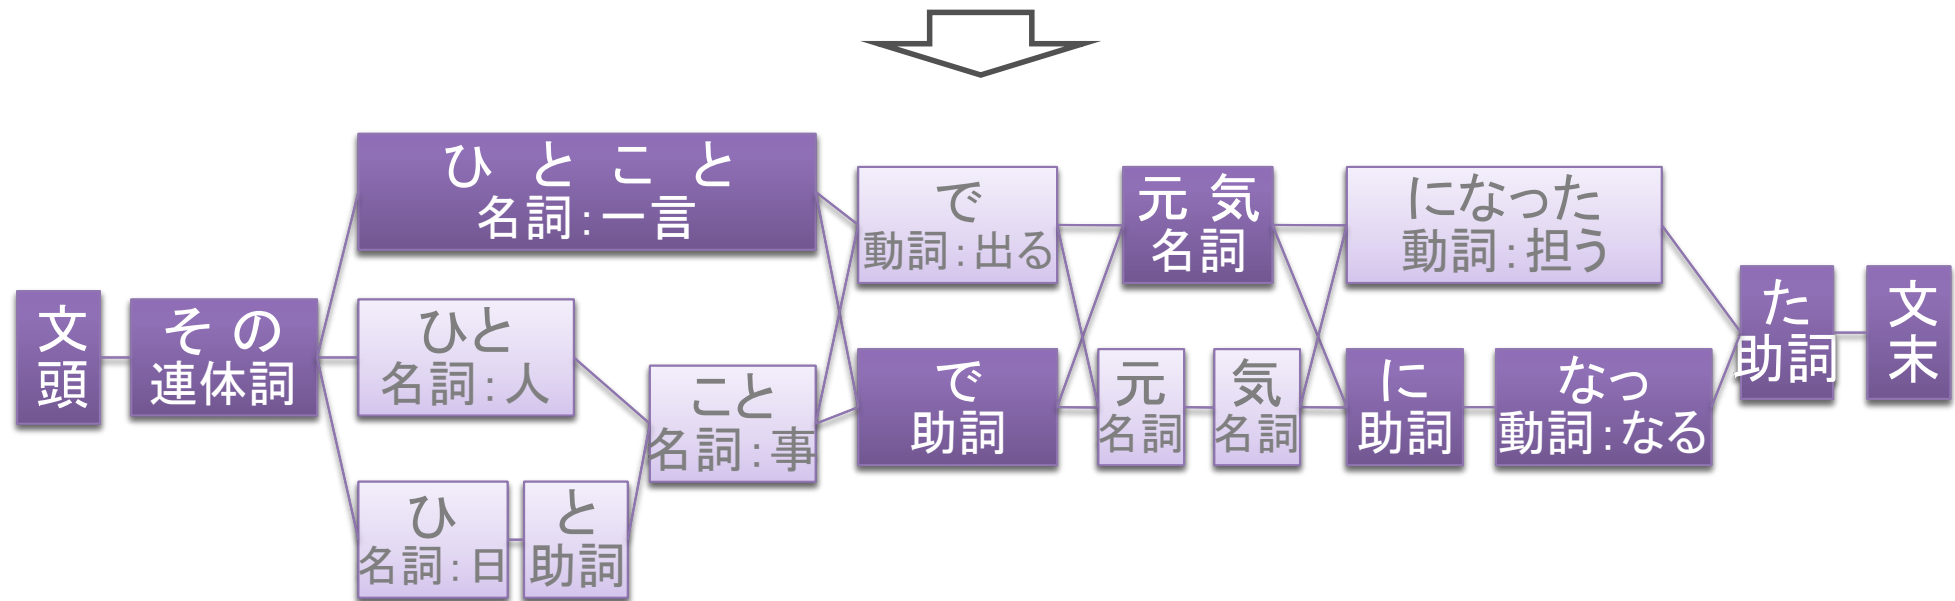 文
頭
その
連体詞
ひとこと
名詞：一言
ひと
名詞：人
ひ
名詞：日
と
助詞
こと
名詞：事
で
動詞：出る
で
助詞
元気
名詞
元
名詞
気
名詞
になった
動詞：担う
に
助詞
なっ
動詞：なる
た
助詞
文
末